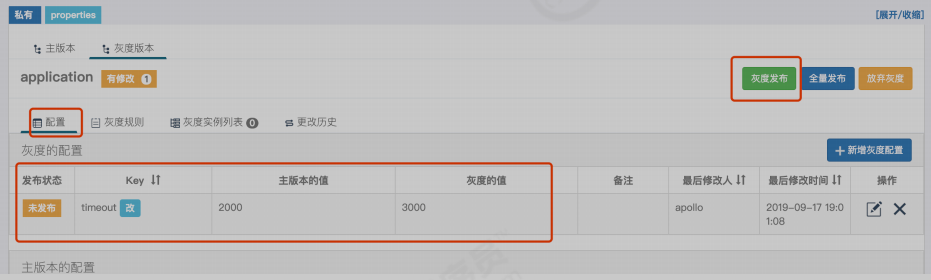 私有 properties [展开/收缩]
主版本 灰度版本
application 有修改 1 灰度发布 全量发布 放弃灰度
配置 灰度规则 灰度实例列表 0 更改历史
灰度的配置 +新增灰度配置
发布状态 Key 主版本的值 灰度的值 备注 最后修改人 最后修改时间 操作
未发布 timeout 改 2000 3000 apollo 2019-09-17 19:0
1:08
主版本的配置